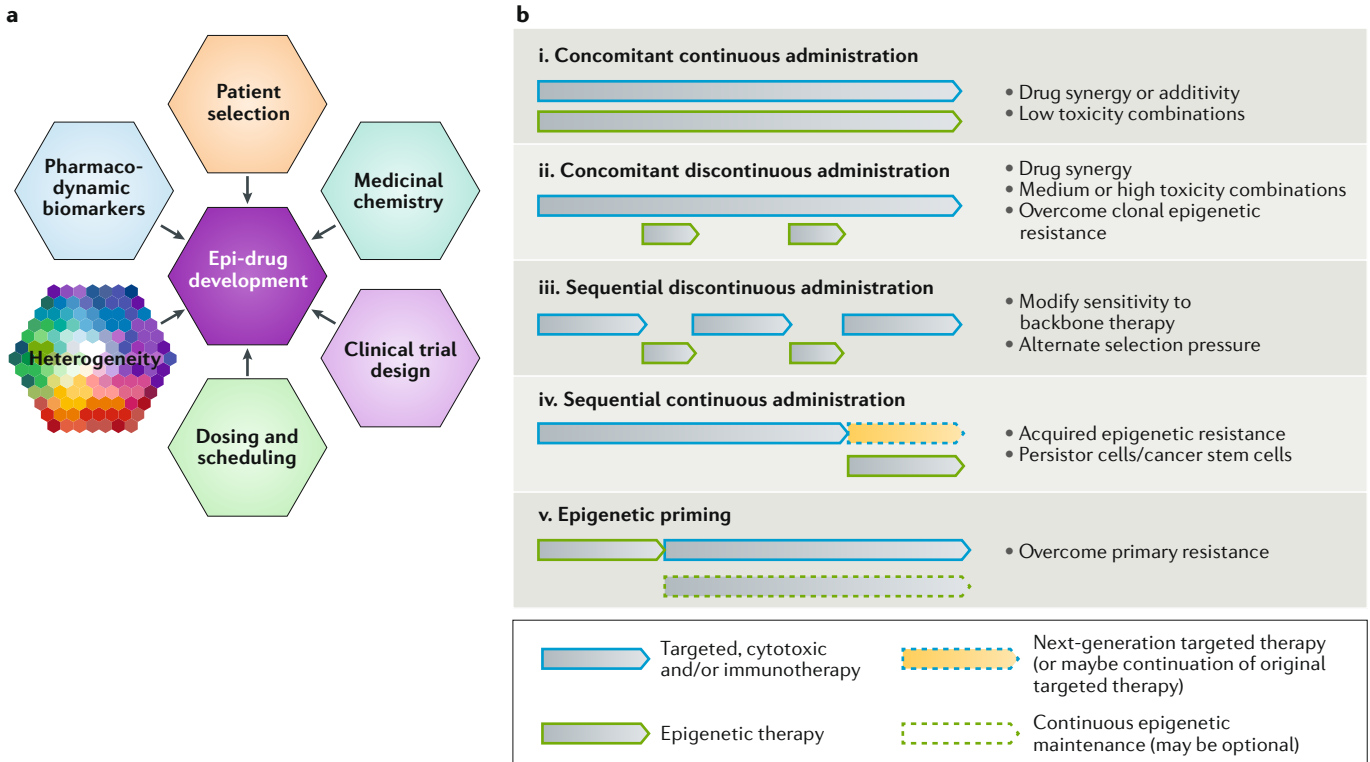 a
Patient
selection
Pharmaco-
dynamic
biomarkers
Medicinal
chemistry
Epi-drug
development
Heterogeneity
Clinical trial
design
Dosing and
scheduling
b
i. Concomitant continuous administration
• Drug synergy or additivity
• Low toxicity combinations
ii. Concomitant discontinuous administration
• Drug synergy
• Medium or high toxicity combinations
• Overcome clonal epigenetic
resistance
iii. Sequential discontinuous administration
• Modify sensitivity to
backbone therapy
• Alternate selection pressure
iv. Sequential continuous administration
• Acquired epigenetic resistance
• Persistor cells/cancer stem cells
v. Epigenetic priming
• Overcome primary resistance
Targeted, cytotoxic
and/or immunotherapy
Next-generation targeted therapy
(or maybe continuation of original
targeted therapy)
Epigenetic therapy
Continuous epigenetic
maintenance (may be optional)